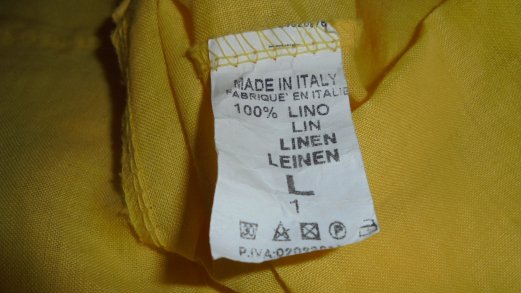 MADE IN ITALY
FABRIQUE' EN ITALIE
100% LINO
LIN
LINEN
LEINEN
L
1